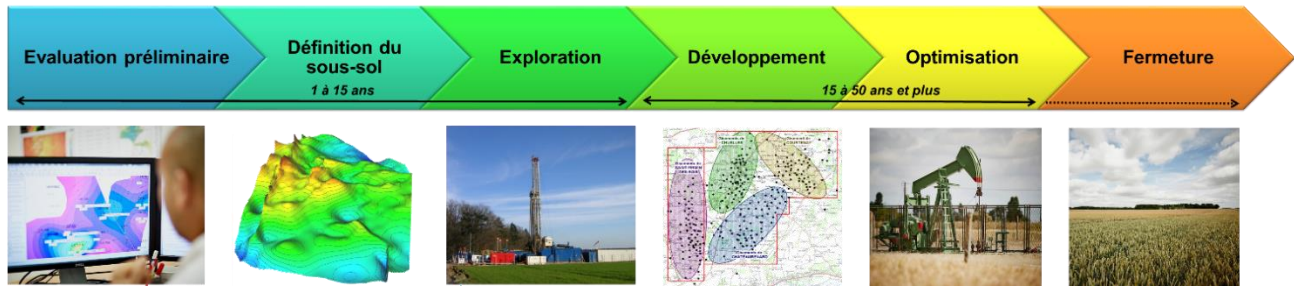 Evaluation préliminaire
Définition du
sous-sol
Exploration
Développement
Optimisation
Fermeture
1 à 15 ans
15 à 50 ans et plus